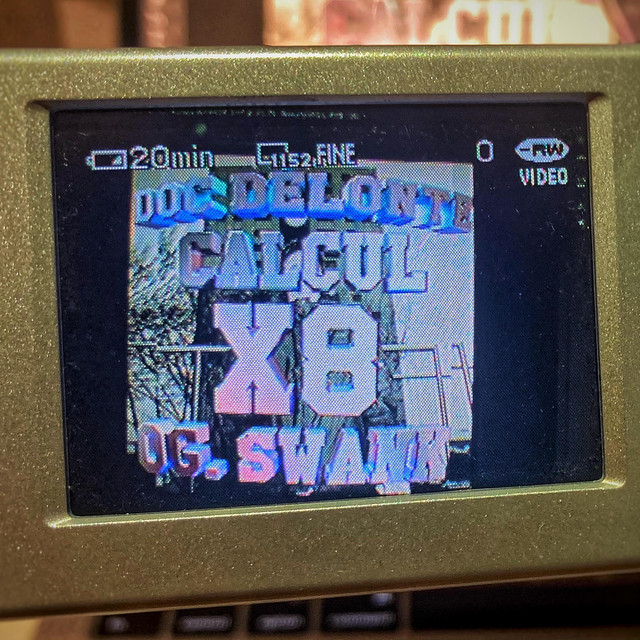 20min 1152 FINE 0 -RW
VIDEO
DOC. DELONTE
CALCUL
X8
OG. SWANK